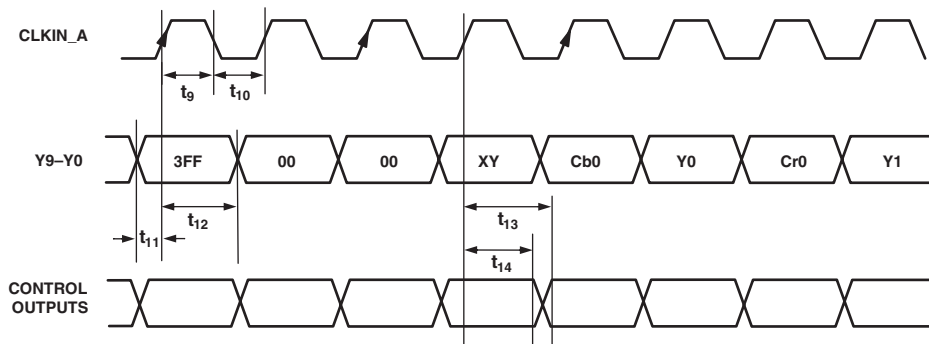 CLKIN_A
t9 t10
Y9–Y0 3FF 00 00 XY Cb0 Y0 Cr0 Y1
t12 t13
t11
t14
CONTROL
OUTPUTS